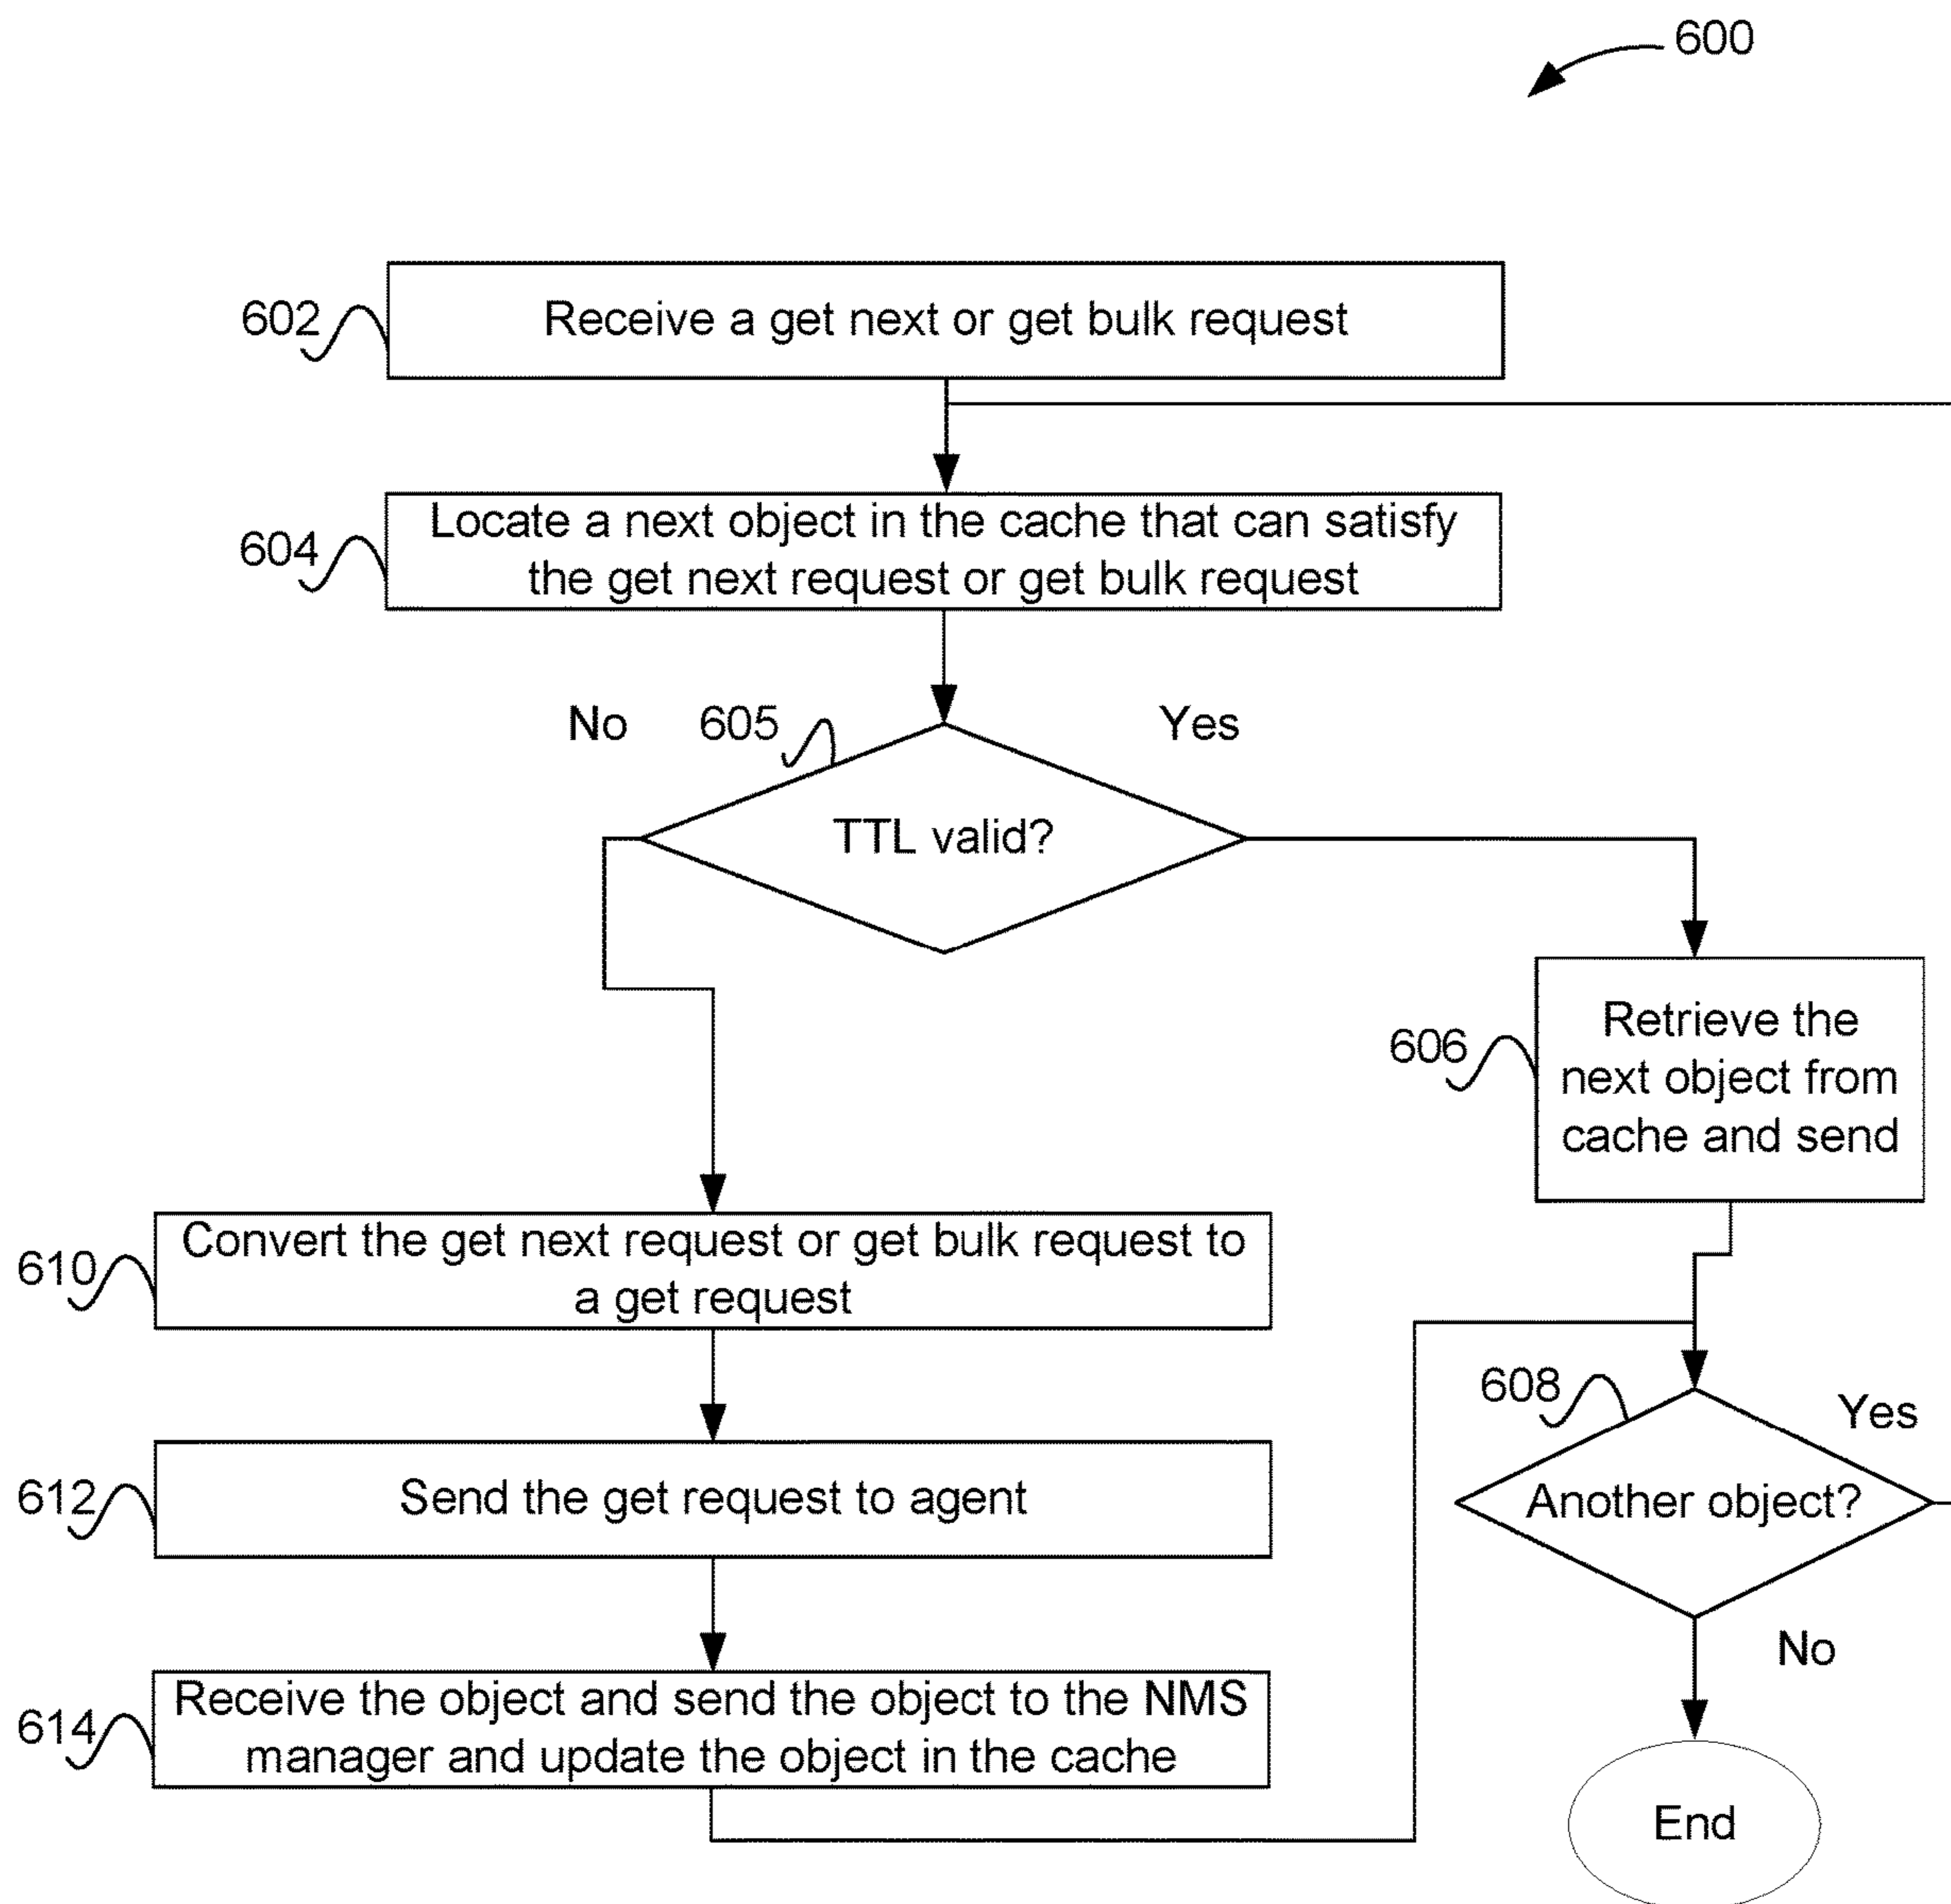 600
602
Receive a get next or get bulk request
604
Locate a next object in the cache that can satisfy
the get next request or get bulk request
No
605
Yes
TTL valid?
606
Retrieve the
next object from
cache and send
610
Convert the get next request or get bulk request to
a get request
608
Yes
Another object?
612
Send the get request to agent
No
614
Receive the object and send the object to the NMS
manager and update the object in the cache
End